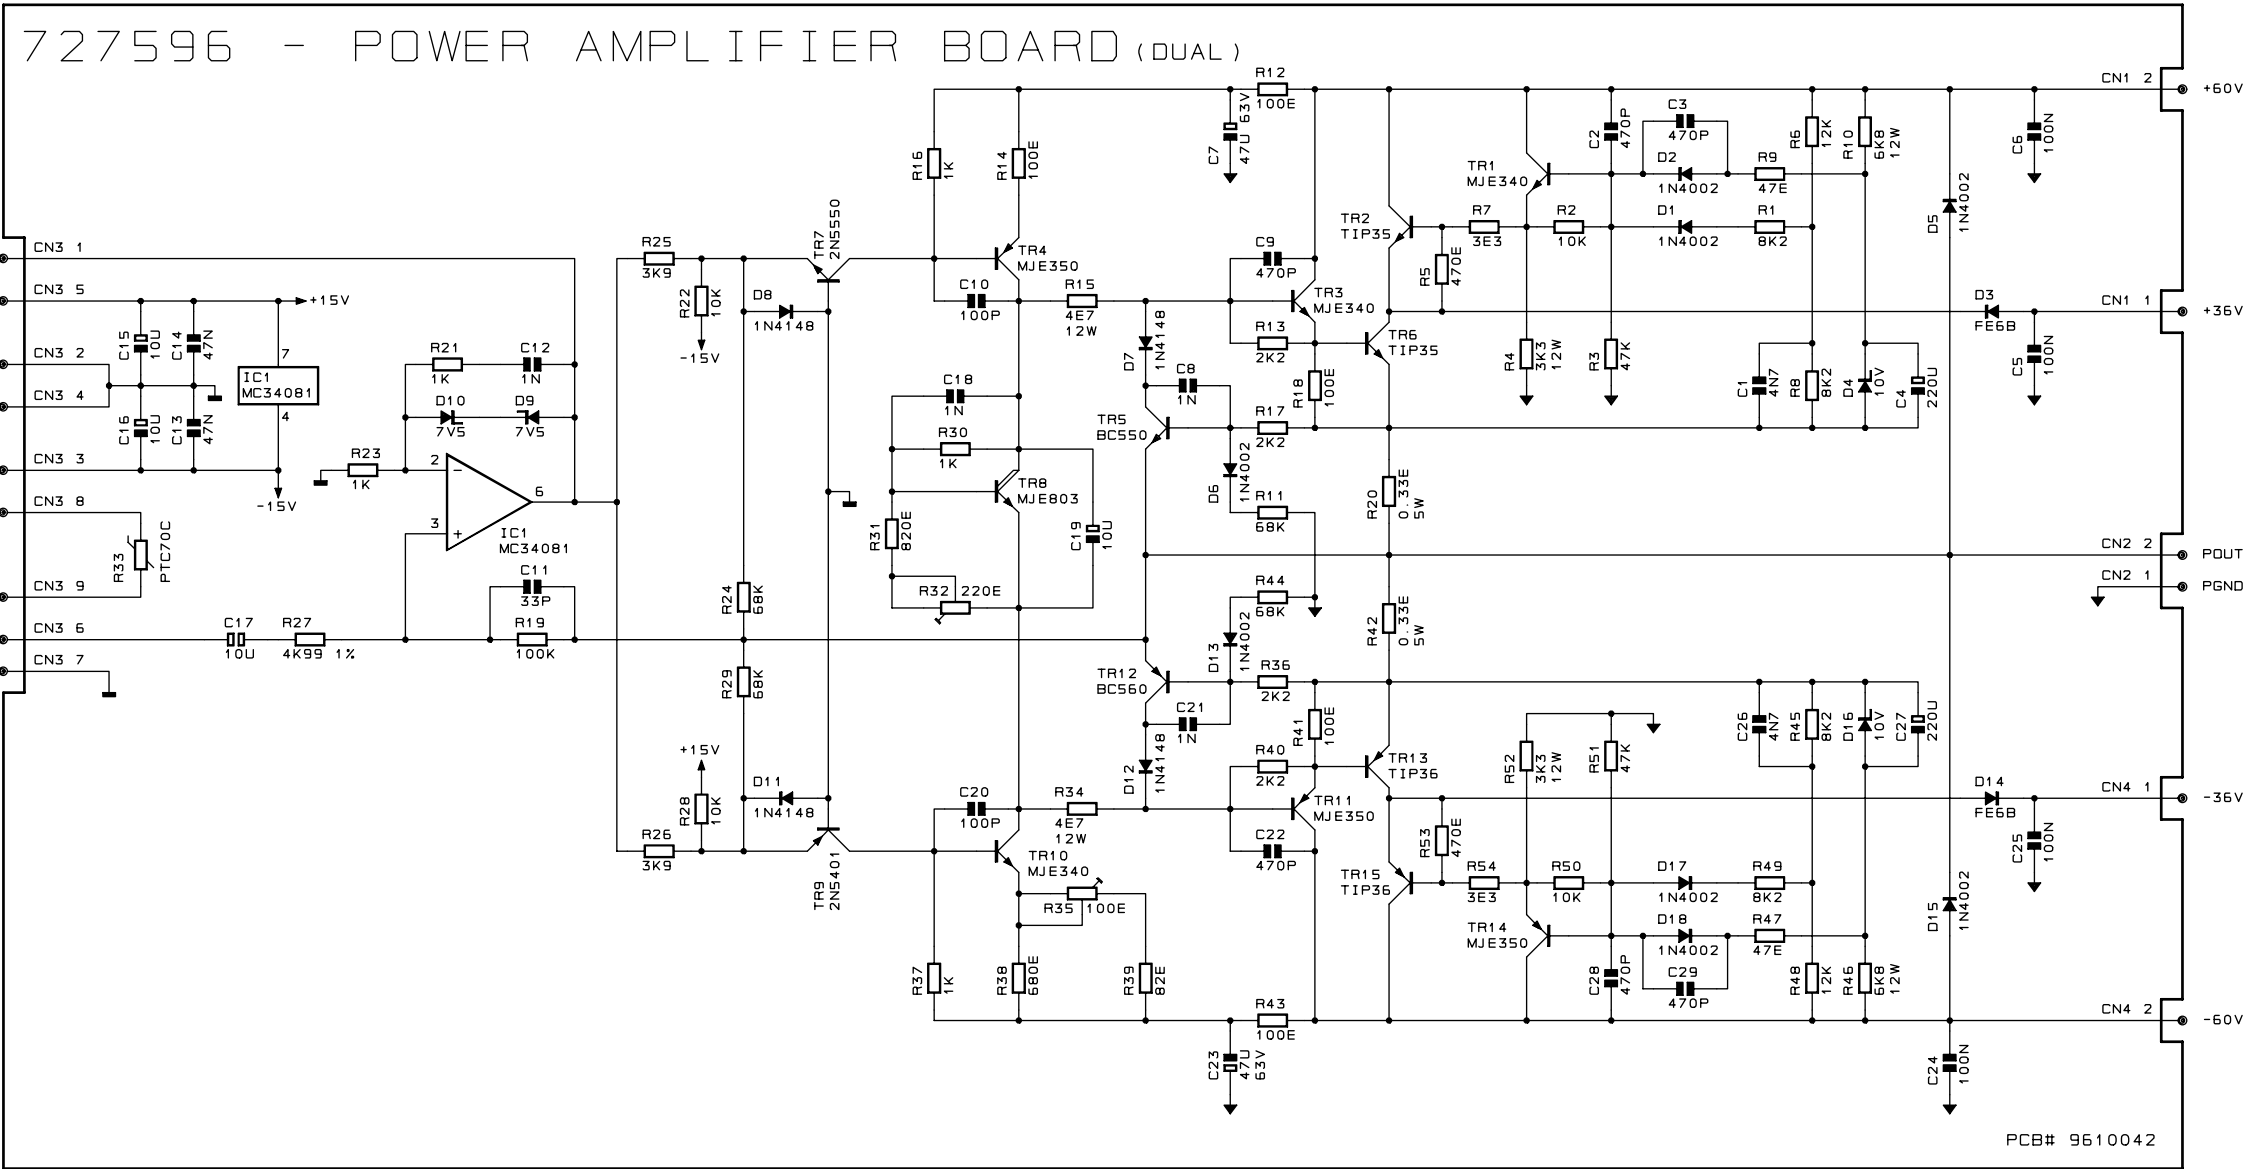 727596 - POWER AMPLIFIER BOARD (DUAL)
CN3 1
CN3 5
+15V
C15
10U
C14
47N
CN3 2
CN3 4
7
IC1
MC34081
4
C16
10U
C13
47N
CN3 3
-15V
CN3 8
R33
PTC70C
CN3 9
CN3 6
CN3 7
C17
10U
R27
4K99 1%
R21
1K
C12
1N
D10
7V5
D9
7V5
R23
1K
2
-
3
+
6
IC1
MC34081
C11
33P
R19
100K
R25
3K9
R22
10K
-15V
D8
1N4148
TR7
2N5550
R24
68K
R29
68K
+15V
R28
10K
D11
1N4148
R26
3K9
TR9
2N5401
R16
1K
R14
100E
TR4
MJE350
C10
100P
R15
4E7
12W
C18
1N
R30
1K
TR8
MJE803
R31
820E
R32
220E
C19
10U
C20
100P
R34
4E7
12W
TR10
MJE340
R35
100E
R37
1K
R38
680E
R39
82E
R12
100E
C7
47U 63V
C9
470P
TR3
MJE340
R13
2K2
D7
1N4148
C8
1N
R18
100E
TR5
BC550
R17
2K2
D6
1N4002
R11
68K
R44
68K
D13
1N4002
TR12
BC560
R36
2K2
C21
1N
R41
100E
D12
1N4148
R40
2K2
TR11
MJE350
C22
470P
R43
100E
C23
47U
63V
TR2
TIP35
TR6
TIP35
R5
470E
R7
3E3
R2
10K
TR1
MJE340
C2
470P
C3
470P
D2
1N4002
R9
47E
D1
1N4002
R1
8K2
R6
12K
R10
6K8
12W
R4
3K3
12W
R3
47K
C1
4N7
R8
8K2
D4
10V
C4
220U
R20
0.33E
5W
R42
0.33E
5W
TR13
TIP36
R52
3K3
12W
R51
47K
C26
4N7
R45
8K2
D16
10V
C27
220U
R53
470E
TR15
TIP36
R54
3E3
R50
10K
D17
1N4002
R49
8K2
TR14
MJE350
D18
1N4002
R47
47E
C28
470P
C29
470P
R48
12K
R46
6K8
12W
D5
1N4002
C6
100N
D3
FE6B
C5
100N
D14
FE6B
C25
100N
D15
1N4002
C24
100N
CN1 2
+60V
CN1 1
+36V
CN2 2
POUT
CN2 1
PGND
CN4 1
-36V
CN4 2
-60V
PCB# 9610042